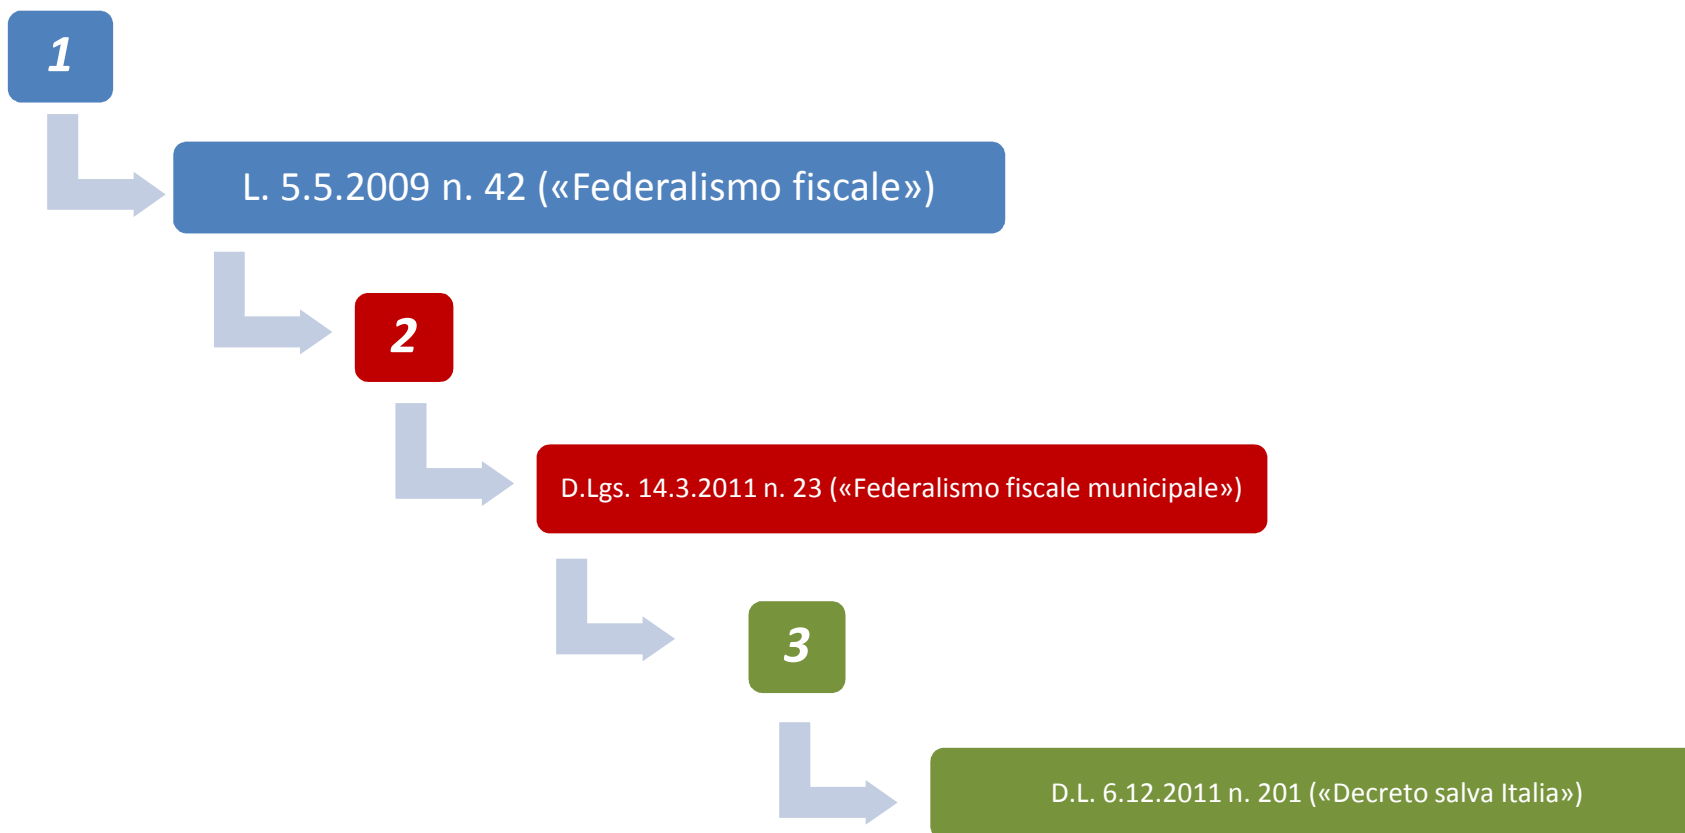 1
L. 5.5.2009 n. 42 («Federalismo fiscale»)
2
D.Lgs. 14.3.2011 n. 23 («Federalismo fiscale municipale»)
3
D.L. 6.12.2011 n. 201 («Decreto salva Italia»)